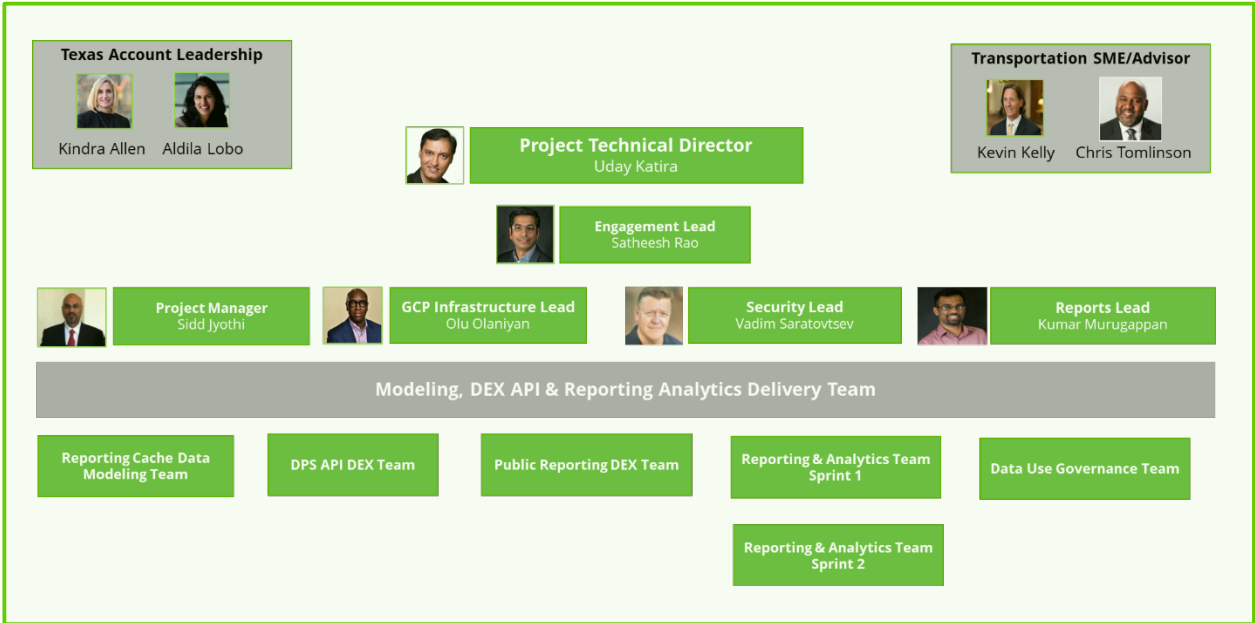 Texas Account Leadership
Kindra Allen
Aldila Lobo
Transportation SME/Advisor
Kevin Kelly
Chris Tomlinson
Project Technical Director
Uday Katira
Engagement Lead
Satheesh Rao
Project Manager
Sidd Jyothi
GCP Infrastructure Lead
Olu Olaniyan
Security Lead
Vadim Saratovtsev
Reports Lead
Kumar Murugappan
Modeling, DEX API & Reporting Analytics Delivery Team
Reporting Cache Data
Modeling Team
DPS API DEX Team
Public Reporting DEX Team
Reporting & Analytics Team
Sprint 1
Data Use Governance Team
Reporting & Analytics Team
Sprint 2